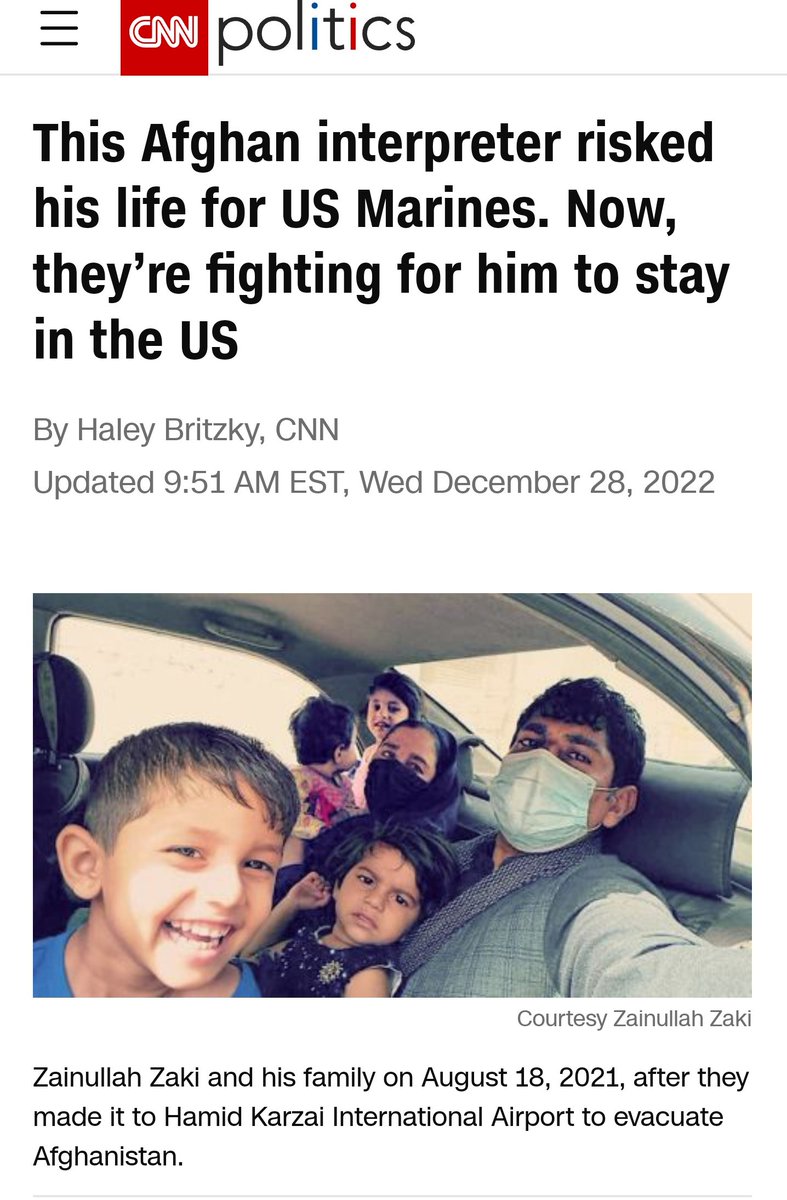 CNN politics
This Afghan interpreter risked
his life for US Marines. Now,
they’re fighting for him to stay
in the US
By Haley Britzky, CNN
Updated 9:51 AM EST, Wed December 28, 2022
Courtesy Zainullah Zaki
Zainullah Zaki and his family on August 18, 2021, after they
made it to Hamid Karzai International Airport to evacuate
Afghanistan.